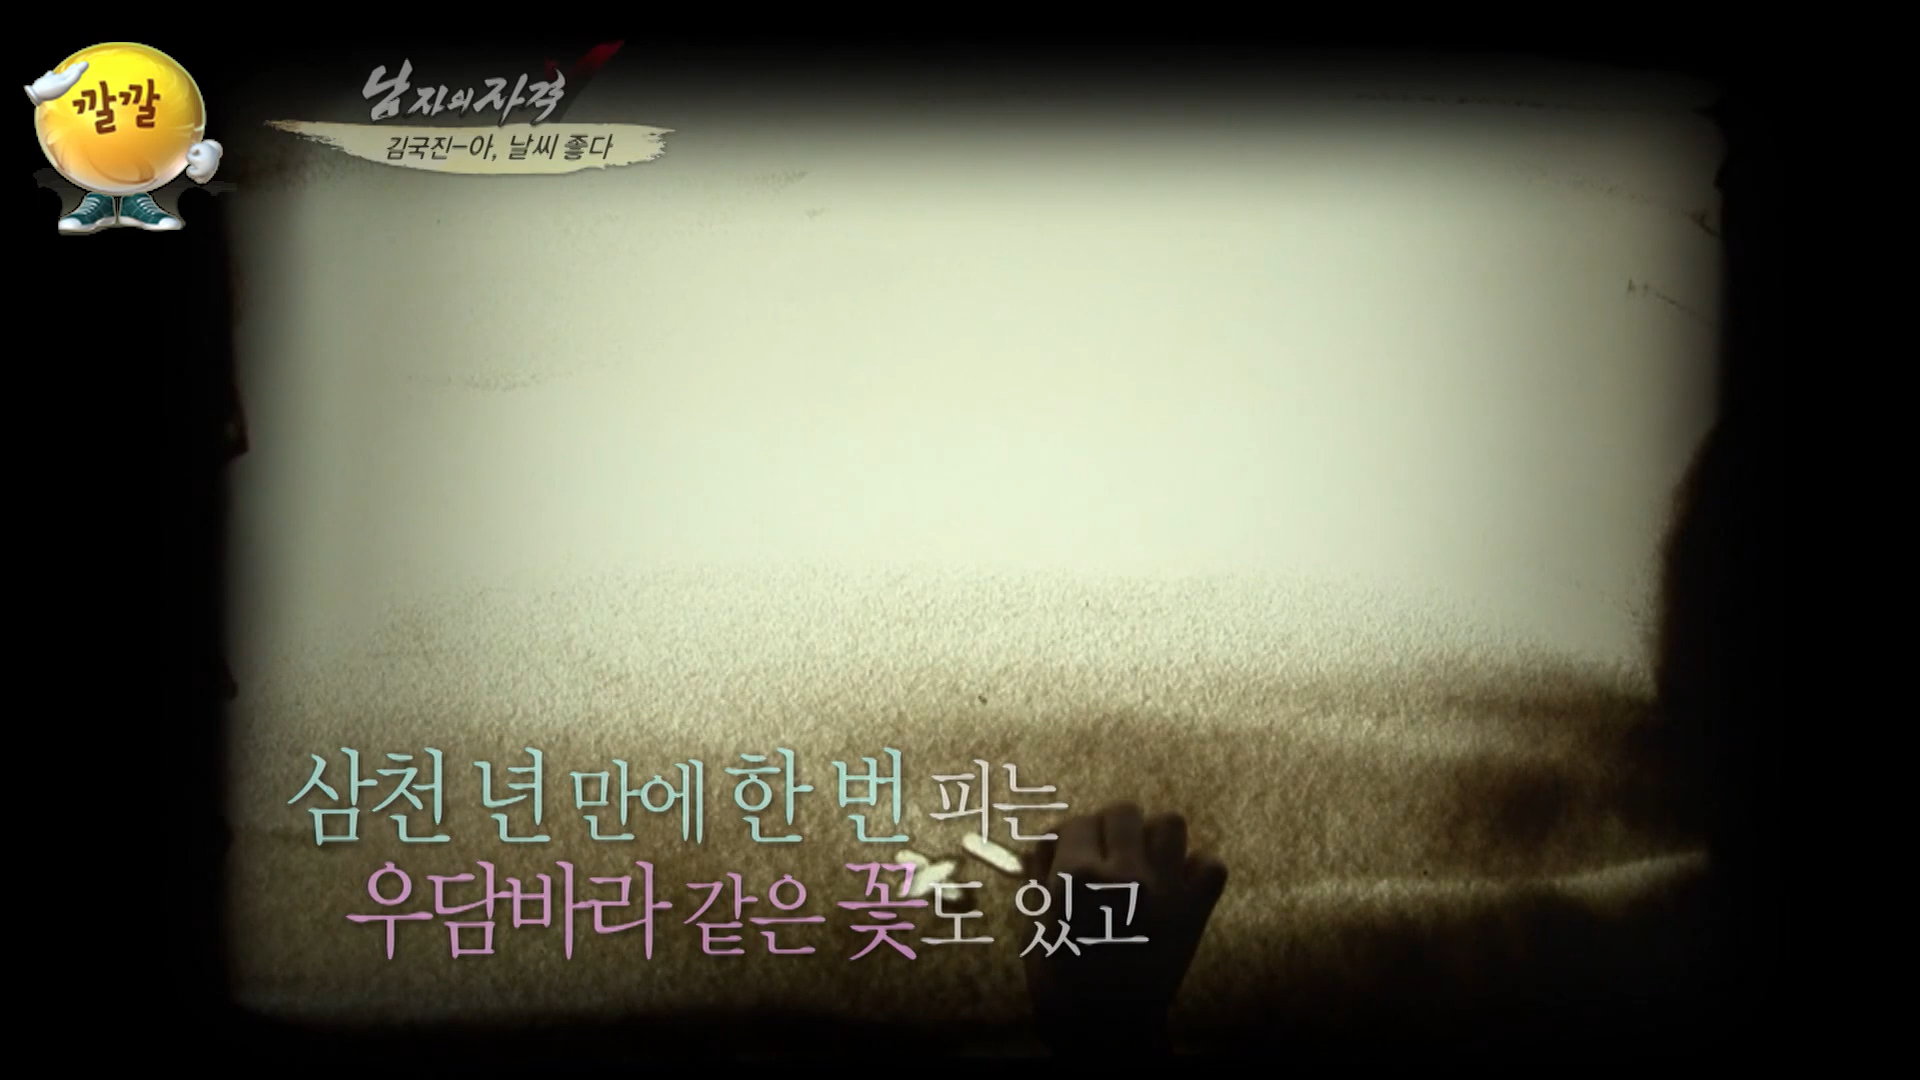 깔깔
남자의 자격
김국진-아, 날씨 좋다
삼천 년 만에 한 번 피는
우담바라 같은 꽃도 있고